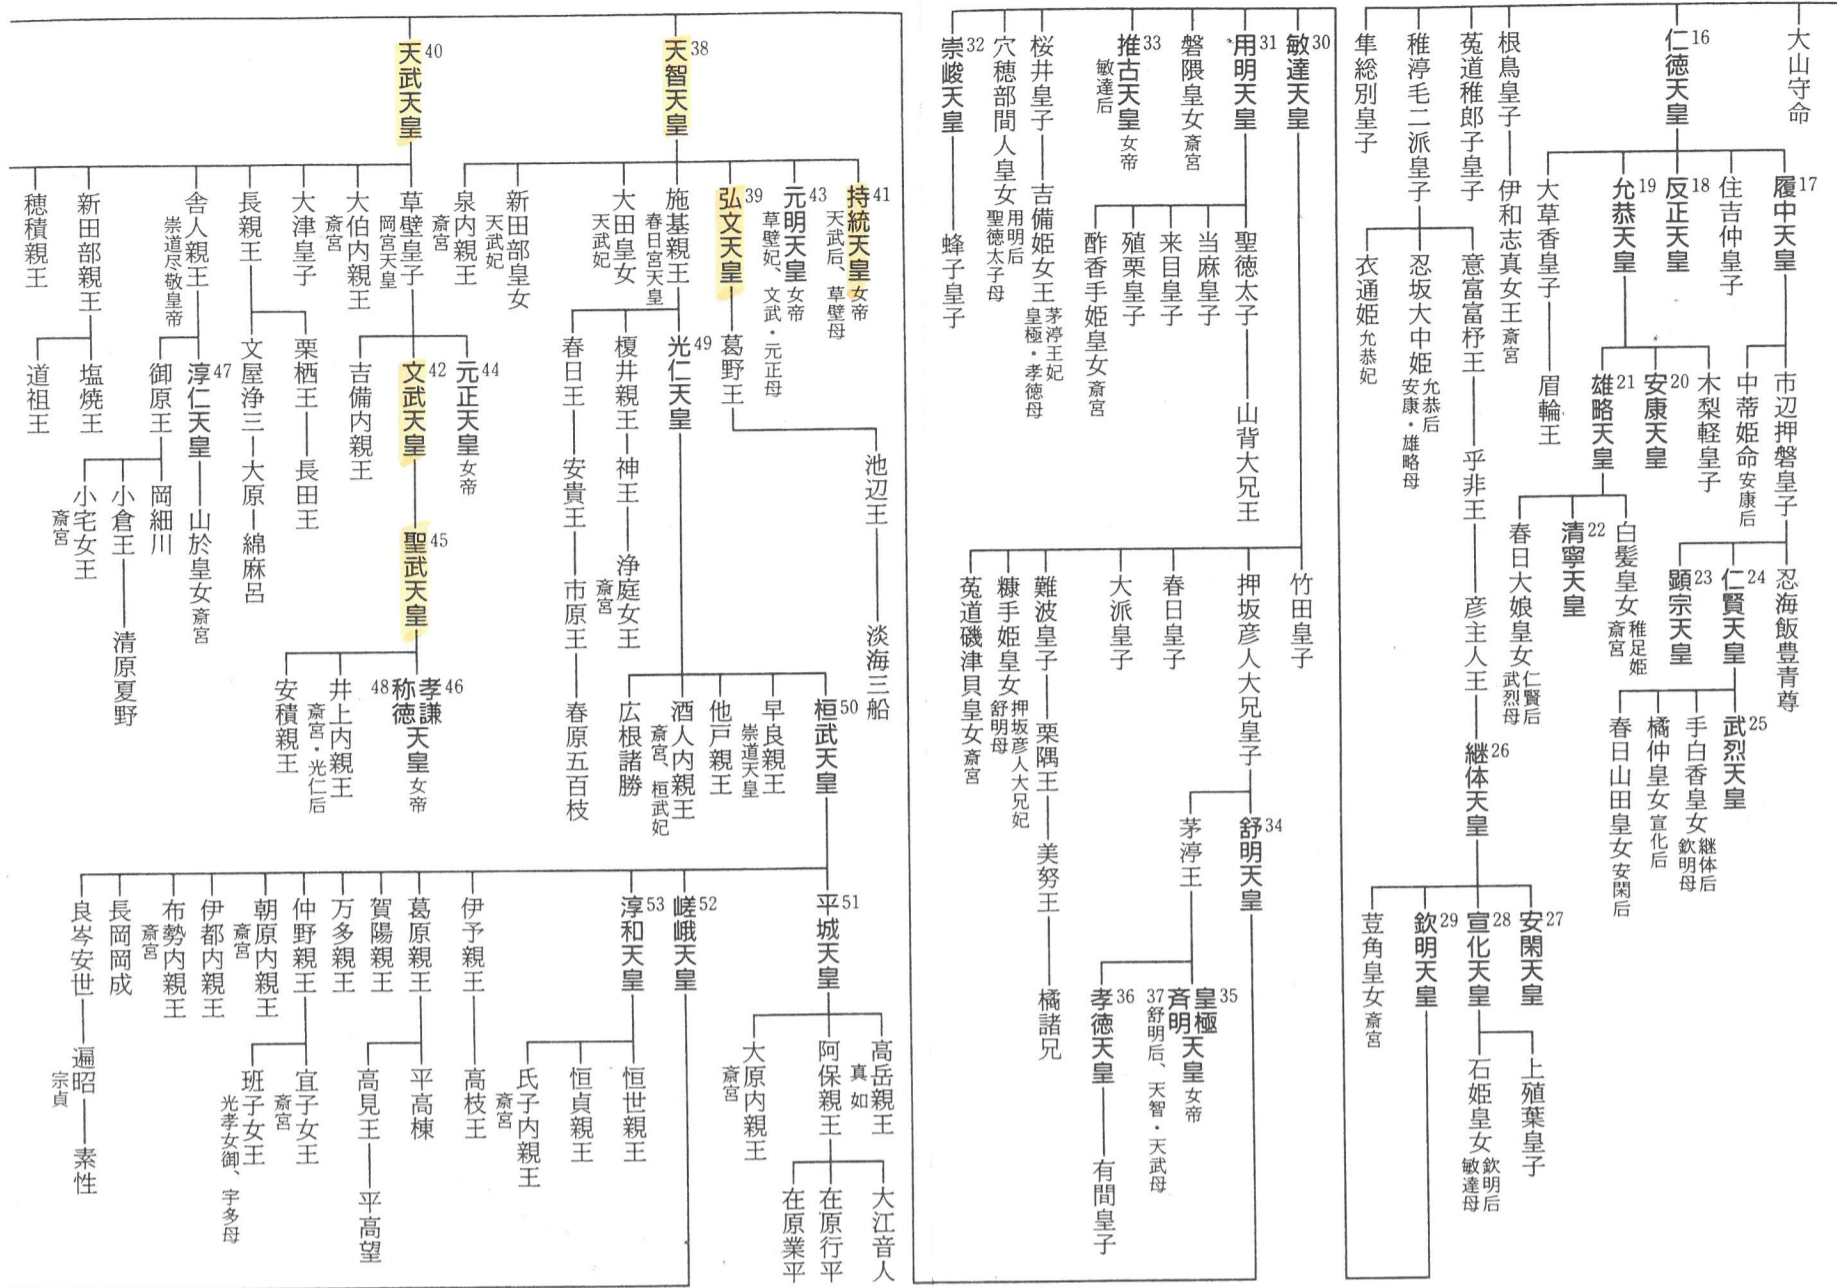 大山守命
16
仁徳天皇
根鳥皇子
菟道稚郎子皇子
稚渟毛二派皇子
隼総別皇子
17
履中天皇
住吉仲皇子
18
反正天皇
19
允恭天皇
大草香皇子
眉輪王
伊和志真女王 斎宮
意富富杼王
忍坂大中姫
允恭后
安康・雄略母
衣通姫 允恭妃
市辺押磐皇子
中蒂姫命 安康后
木梨軽皇子
20
安康天皇
21
雄略天皇
乎非王
忍海飯豊青尊
24
仁賢天皇
23
顕宗天皇
白髪皇女
稚足姫
斎宮
22
清寧天皇
春日大娘皇女
仁賢后
武烈母
彦主人王
25
武烈天皇
手白香皇女
継体后
欽明母
橘仲皇女 宣化后
春日山田皇女 安閑后
26
継体天皇
27
安閑天皇
28
宣化天皇
29
欽明天皇
荳角皇女 斎宮
上殖葉皇子
石姫皇女
欽明后
敏達母
30
敏達天皇
31
用明天皇
磐隈皇女 斎宮
33
推古天皇 女帝
敏達后
桜井皇子
吉備姫女王
茅渟王妃
皇極・孝徳母
穴穂部間人皇女
用明后
聖徳太子母
32
崇峻天皇
蜂子皇子
聖徳太子
当麻皇子
来目皇子
殖栗皇子
酢香手姫皇女 斎宮
山背大兄王
竹田皇子
押坂彦人大兄皇子
春日皇子
大派皇子
難波皇子
栗隅王
美努王
橘諸兄
糠手姫皇女
押坂彦人大兄妃
舒明母
菟道磯津貝皇女 斎宮
34
舒明天皇
茅渟王
35
皇極
斉明
天皇 女帝
37
舒明后、天智・天武母
36
孝徳天皇
有間皇子
38
天智天皇
40
天武天皇
41
持統天皇 女帝
天武后、草壁母
43
元明天皇 女帝
草壁妃、文武・元正母
39
弘文天皇
葛野王
池辺王
淡海三船
施基親王
春日宮天皇
大田皇女
天武妃
新田部皇女
天武妃
泉内親王
斎宮
草壁皇子
岡宮天皇
大伯内親王
斎宮
大津皇子
長親王
舎人親王
崇道尽敬皇帝
新田部親王
穂積親王
49
光仁天皇
榎井親王
神王
浄庭女王
斎宮
春日王
安貴王
市原王
春原五百枝
44
元正天皇 女帝
42
文武天皇
吉備内親王
栗栖王
長田王
文屋浄三
大原
綿麻呂
47
淳仁天皇
山於皇女 斎宮
御原王
岡細川
小倉王
清原夏野
小宅女王
斎宮
塩焼王
道祖王
45
聖武天皇
46
孝謙
48
称徳
天皇 女帝
井上内親王
斎宮・光仁后
安積親王
50
桓武天皇
早良親王
崇道天皇
他戸親王
酒人内親王
斎宮、桓武妃
広根諸勝
51
平城天皇
52
嵯峨天皇
53
淳和天皇
伊予親王
高枝王
葛原親王
平高棟
高見王
平高望
賀陽親王
万多親王
仲野親王
宜子女王
斎宮
班子女王
光孝女御、宇多母
朝原内親王
斎宮
伊都内親王
布勢内親王
斎宮
長岡岡成
良岑安世
遍昭
宗貞
素性
高岳親王
真如
阿保親王
大原内親王
斎宮
大江音人
在原行平
在原業平
恒世親王
恒貞親王
氏子内親王
斎宮